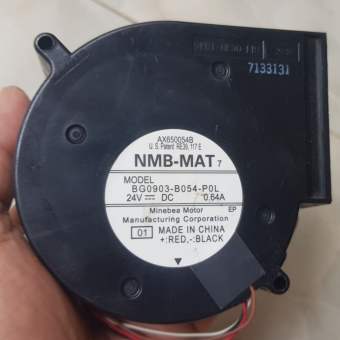 7133131
AX650054B
U.S. Patent RE39,117 E
NMB-MAT 7
MODEL
BG0903-B054-P0L
24V DC 0.64A
Minebea Motor
Manufacturing Corporation
EP
01 MADE IN CHINA
+:RED,-:BLACK